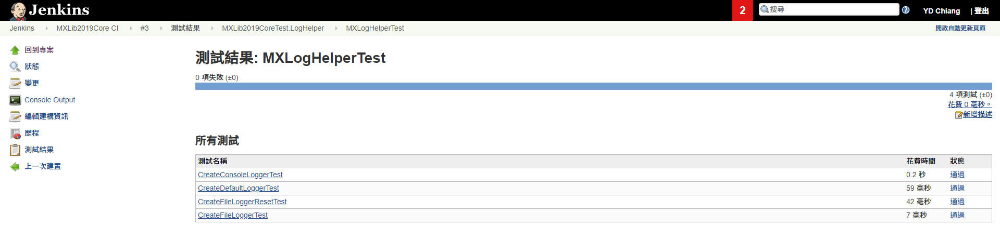 Jenkins
2
搜尋
YD Chiang
| 登出
Jenkins
MXLib2019Core CI
#3
測試結果
MXLib2019CoreTest.LogHelper
MXLogHelperTest
開啟自動更新頁面
回到專案
狀態
變更
Console Output
編輯建構資訊
歷程
測試結果
上一次建置
測試結果: MXLogHelperTest
0 項失敗 (±0)
4 項測試 (±0)
花費 0 毫秒。
新增描述
所有測試
測試名稱 花費時間 狀態
CreateConsoleLoggerTest 0.2 秒 通過
CreateDefaultLoggerTest 59 毫秒 通過
CreateFileLoggerResetTest 42 毫秒 通過
CreateFileLoggerTest 7 毫秒 通過